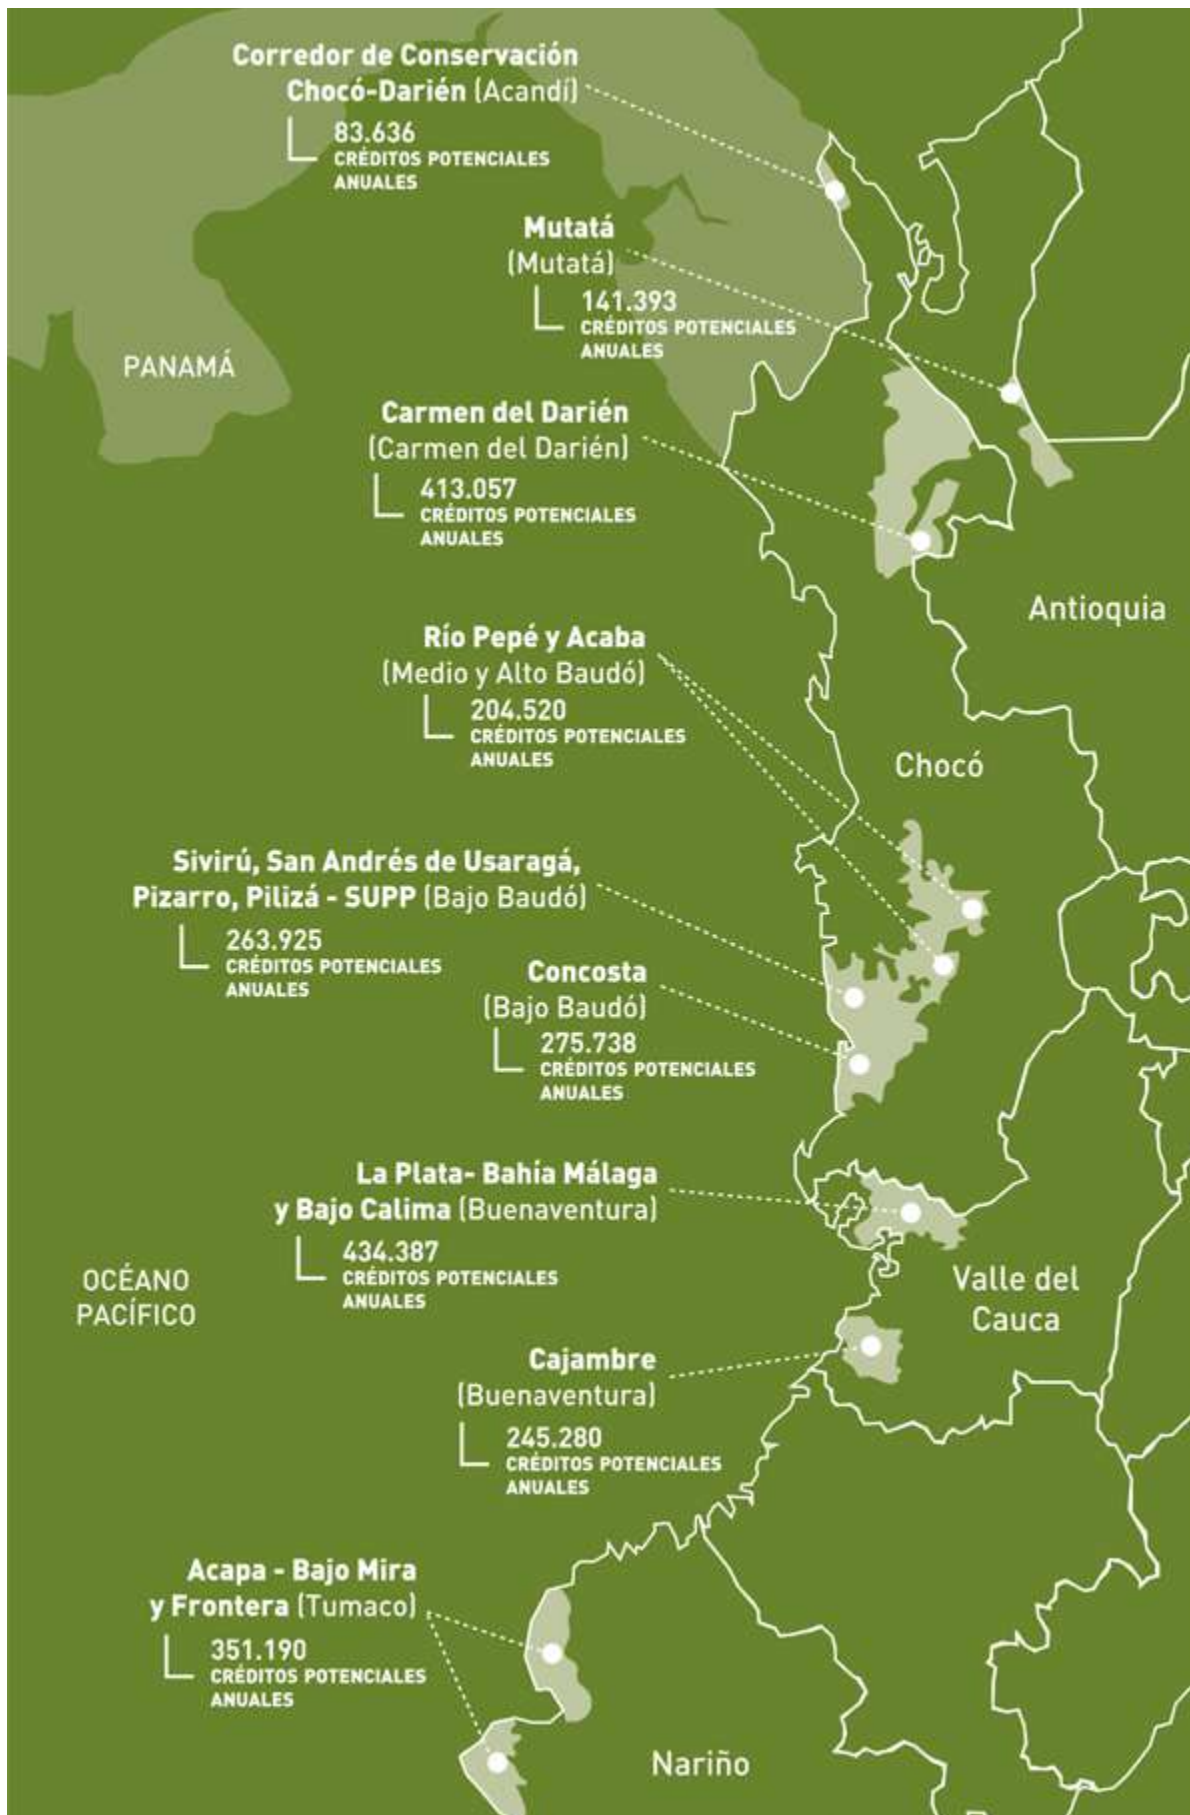 Corredor de Conservación
Chocó-Darién (Acandí)
83.636
CRÉDITOS POTENCIALES
ANUALES
Mutatá
(Mutatá)
141.393
CRÉDITOS POTENCIALES
ANUALES
PANAMÁ
Carmen del Darién
(Carmen del Darién)
413.057
CRÉDITOS POTENCIALES
ANUALES
Antioquia
Río Pepé y Acaba
(Medio y Alto Baudó)
204.520
CRÉDITOS POTENCIALES
ANUALES
Chocó
Sivirú, San Andrés de Usaragá,
Pizarro, Pilizá - SUPP (Bajo Baudó)
263.925
CRÉDITOS POTENCIALES
ANUALES
Concosta
(Bajo Baudó)
275.738
CRÉDITOS POTENCIALES
ANUALES
La Plata- Bahía Málaga
y Bajo Calima (Buenaventura)
434.387
CRÉDITOS POTENCIALES
ANUALES
OCÉANO
PACÍFICO
Valle del
Cauca
Cajambre
(Buenaventura)
245.280
CRÉDITOS POTENCIALES
ANUALES
Acapa - Bajo Mira
y Frontera (Tumaco)
351.190
CRÉDITOS POTENCIALES
ANUALES
Nariño